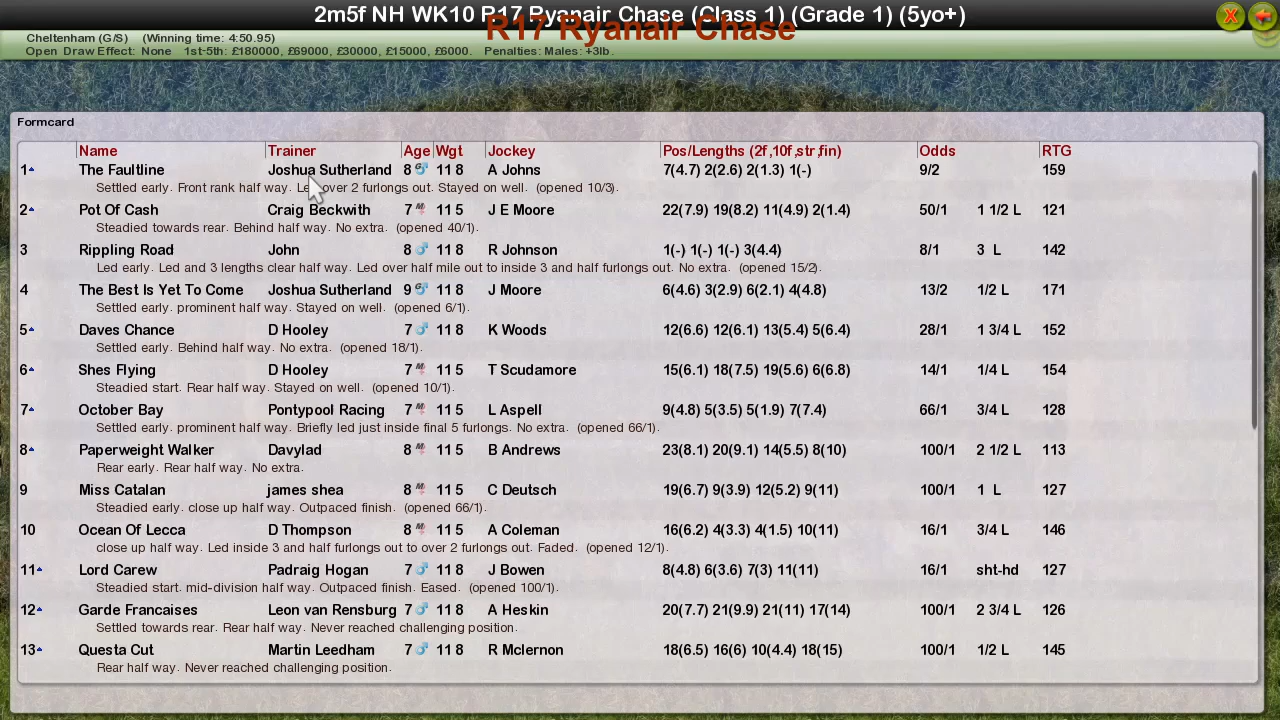 2m5f NH WK10 R17 Ryanair Chase (Class 1) (Grade 1) (5yo+)
R17 Ryanair Chase
Cheltenham (G/S) (Winning time: 4:50.95)
Open Draw Effect: None 1st-5th: £180000, £69000, £30000, £15000, £6000. Penalties: Males: +3lb.
Formcard
Name Trainer Age Wgt Jockey Pos/Lengths (2f,10f,str,fin) Odds RTG
1 The Faultline Joshua Sutherland 8 11 8 A Johns 7(4.7) 2(2.6) 2(1.3) 1(-) 9/2 159
Settled early. Front rank half way. over 2 furlongs out. Stayed on well. (opened 10/3).
2 Pot Of Cash Craig Beckwith 7 11 5 J E Moore 22(7.9) 19(8.2) 11(4.9) 2(1.4) 50/1 1 1/2 L 121
Steadied towards rear. Behind half way. No extra. (opened 40/1).
3 Rippling Road John 8 11 8 R Johnson 1(-) 1(-) 1(-) 3(4.4) 8/1 3 L 142
Led early. Led and 3 lengths clear half way. Led over half mile out to inside 3 and half furlongs out. No extra. (opened 15/2).
4 The Best Is Yet To Come Joshua Sutherland 9 11 8 J Moore 6(4.6) 3(2.9) 6(2.1) 4(4.8) 13/2 1/2 L 171
Settled early. prominent half way. Stayed on well. (opened 6/1).
5 Daves Chance D Hooley 7 11 8 K Woods 12(6.6) 12(6.1) 13(5.4) 5(6.4) 28/1 1 3/4 L 152
Settled early. Behind half way. No extra. (opened 18/1).
6 Shes Flying D Hooley 7 11 5 T Scudamore 15(6.1) 18(7.5) 19(5.6) 6(6.8) 14/1 1/4 L 154
Steadied start. Rear half way. Stayed on well. (opened 10/1).
7 October Bay Pontypool Racing 7 11 5 L Aspell 9(4.8) 5(3.5) 5(1.9) 7(7.4) 66/1 3/4 L 128
Settled early. prominent half way. Briefly led just inside final 5 furlongs. No extra. (opened 66/1).
8 Paperweight Walker Davylad 8 11 5 B Andrews 23(8.1) 20(9.1) 14(5.5) 8(10) 100/1 2 1/2 L 113
Rear early. Rear half way. No extra.
9 Miss Catalan james shea 8 11 5 C Deutsch 19(6.7) 9(3.9) 12(5.2) 9(11) 100/1 1 L 127
Steadied early. close up half way. Outpaced finish. (opened 66/1).
10 Ocean Of Lecca D Thompson 8 11 5 A Coleman 16(6.2) 4(3.3) 4(1.5) 10(11) 16/1 3/4 L 146
close up half way. Led inside 3 and half furlongs out to over 2 furlongs out. Faded. (opened 12/1).
11 Lord Carew Padraig Hogan 7 11 8 J Bowen 8(4.8) 6(3.6) 7(3) 11(11) 16/1 sht-hd 127
Steadied start. mid-division half way. Outpaced finish. Eased. (opened 100/1).
12 Garde Francaises Leon van Rensburg 7 11 8 A Heskin 20(7.7) 21(9.9) 21(11) 17(14) 100/1 2 3/4 L 126
Settled towards rear. Rear half way. Never reached challenging position.
13 Questa Cut Martin Leedham 7 11 8 R Mclernon 18(6.5) 16(6) 10(4.4) 18(15) 100/1 1/2 L 145
Rear half way. Never reached challenging position.